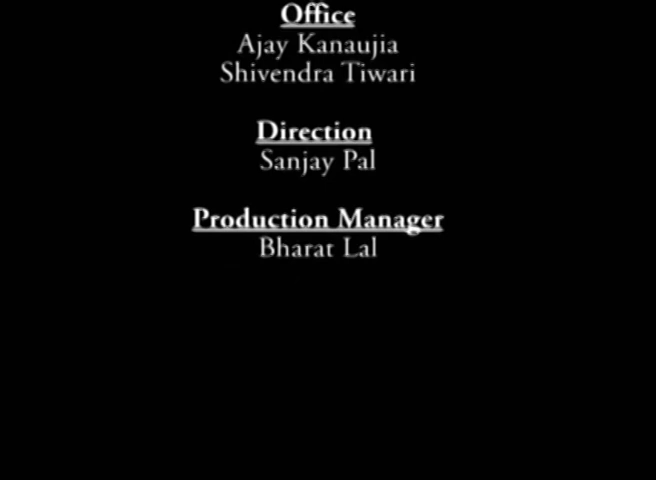 Office
Ajay Kanaujia
Shivendra Tiwari
Direction
Sanjay Pal
Production Manager
Bharat Lal